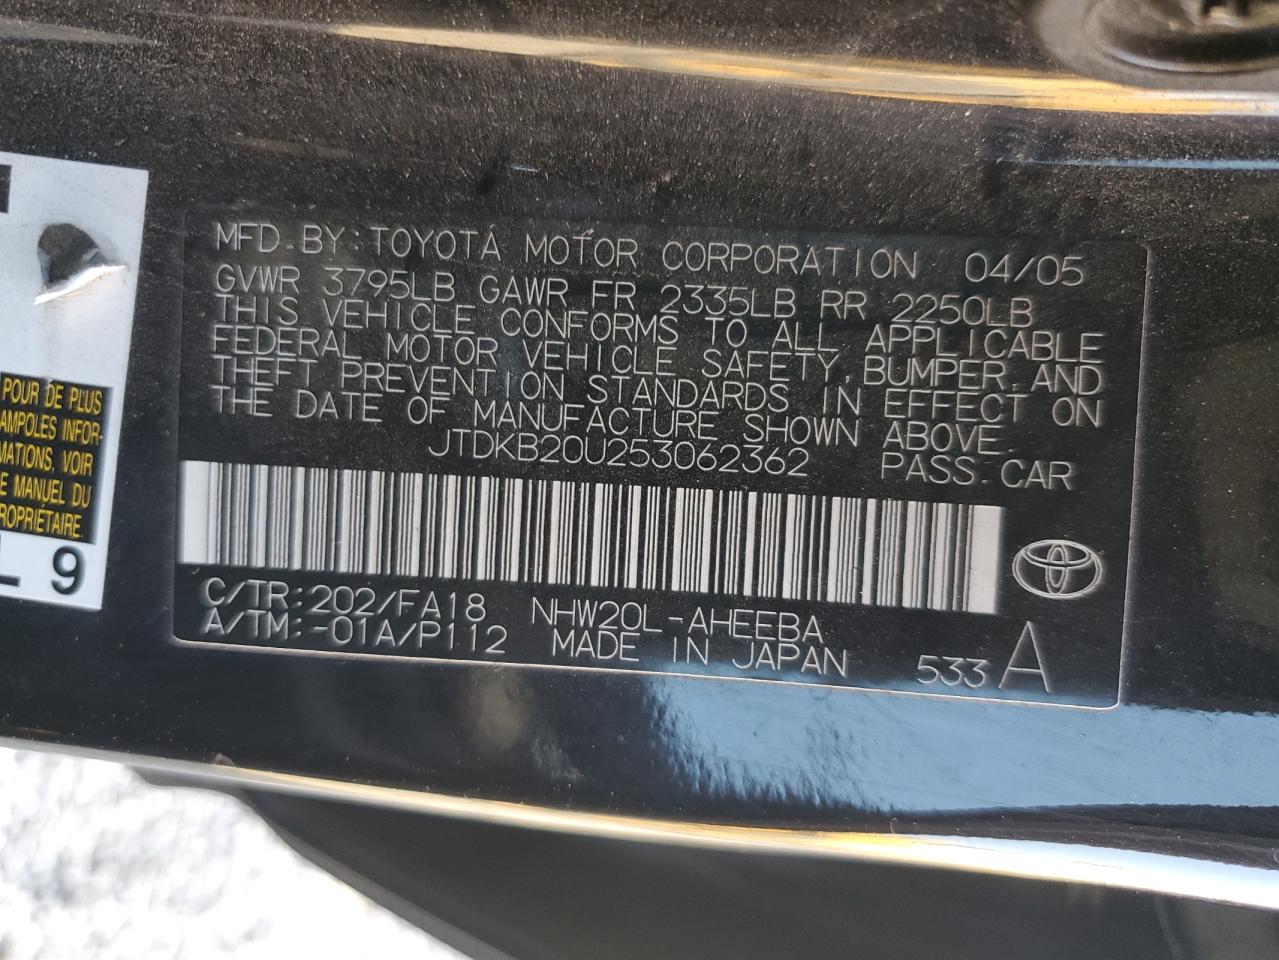 MFD. BY: TOYOTA MOTOR CORPORATION 04/05
GVWR 3795LB GAWR FR 2335LB RR 2250LB
THIS VEHICLE CONFORMS TO ALL APPLICABLE
FEDERAL MOTOR VEHICLE SAFETY, BUMPER, AND
THEFT PREVENTION STANDARDS IN EFFECT ON
THE DATE OF MANUFACTURE SHOWN ABOVE.
JTDKB20U253062362 PASS. CAR
C/TR:202/FA18 NHW20L-AHEEBA
A/TM:-01A/P112 MADE IN JAPAN 533 A
POUR DE PLUS
AMPOLES INFOR-
MATIONS, VOIR
E MANUEL DU
ROPRIÉTAIRE.
L 9